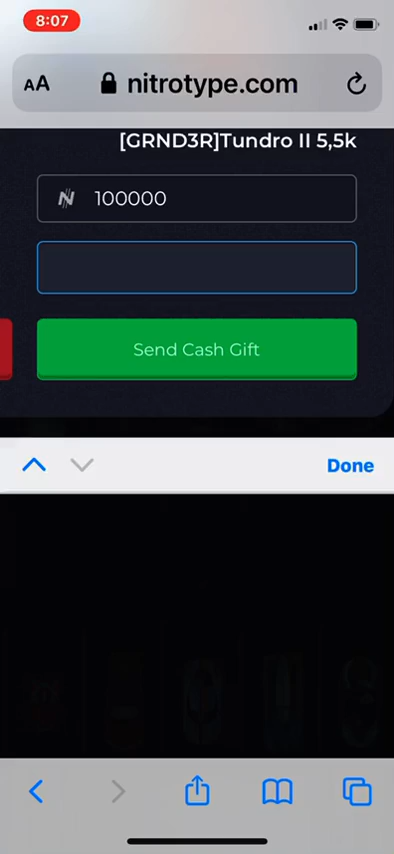 8:07
AA nitrotype.com
[GRND3R]Tundro II 5,5k
100000
Send Cash Gift
Done